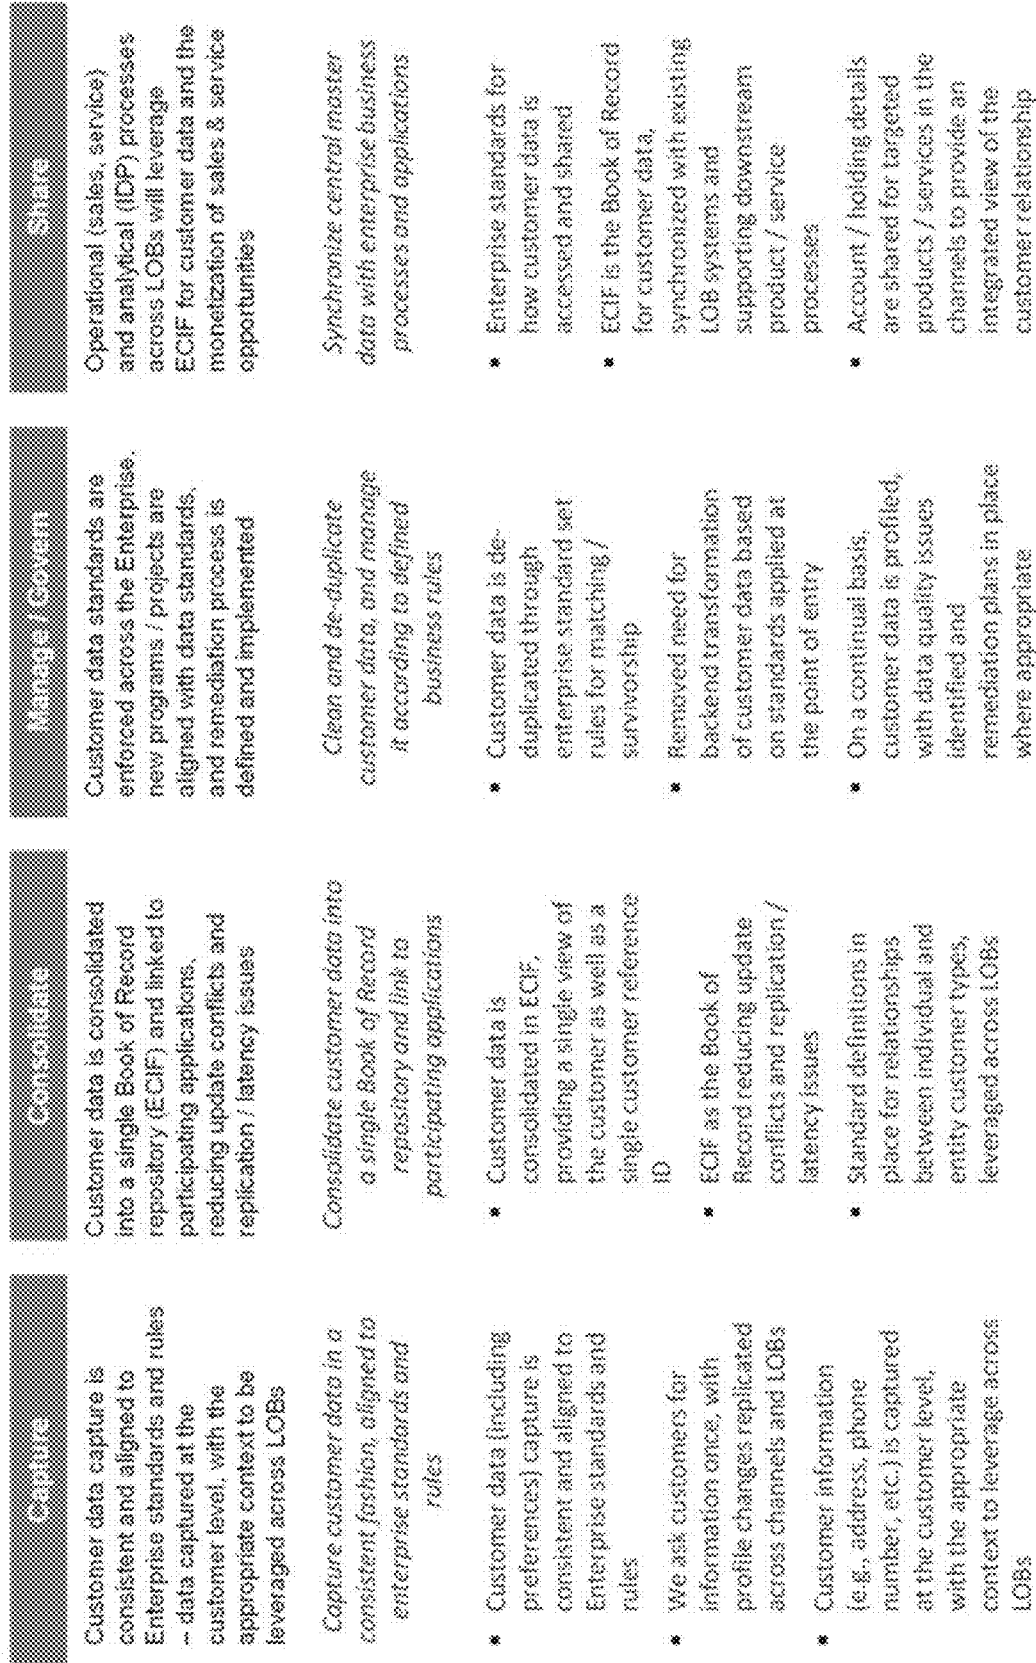 Capture
Customer data capture is
consistent and aligned to
Enterprise standards and rules
– data captured at the
customer level, with the
appropriate context to be
leveraged across LOBs
Capture customer data in a
consistent fashion, aligned to
enterprise standards and
rules
• Customer data (including
preferences) capture is
consistent and aligned to
Enterprise standards and
rules
• We ask customers for
information once, with
profile changes replicated
across channels and LOBs
• Customer information
(e.g., address, phone
number, etc.) is captured
at the customer level,
with the appropriate
context to leverage across
LOBs
Consolidate
Customer data is consolidated
into a single Book of Record
repository (ECIF) and linked to
participating applications,
reducing update conflicts and
replication / latency issues
Consolidate customer data into
a single Book of Record
repository and link to
participating applications
• Customer data is
consolidated in ECIF,
providing a single view of
the customer as well as a
single customer reference
ID
• ECIF as the Book of
Record reducing update
conflicts and replication /
latency issues
• Standard definitions in
place for relationships
between individual and
entity customer types,
leveraged across LOBs
Manage / Govern
Customer data standards are
enforced across the Enterprise,
new programs / projects are
aligned with data standards,
and remediation process is
defined and implemented
Clean and de-duplicate
customer data, and manage
it according to defined
business rules
• Customer data is de-
duplicated through
enterprise standard set
rules for matching /
survivorship
• Removed need for
backend transformation
of customer data based
on standards applied at
the point of entry
• On a continual basis,
customer data is profiled,
with data quality issues
identified and
remediation plans in place
where appropriate
Share
Operational (sales, service)
and analytical (IDP) processes
across LOBs will leverage
ECIF for customer data and the
monetization of sales & service
opportunities
Synchronize central master
data with enterprise business
processes and applications
• Enterprise standards for
how customer data is
accessed and shared
• ECIF is the Book of Record
for customer data,
synchronized with existing
LOB systems and
supporting downstream
product / service
processes
• Account / holding details
are shared for targeted
products / services in the
channels to provide an
integrated view of the
customer relationship